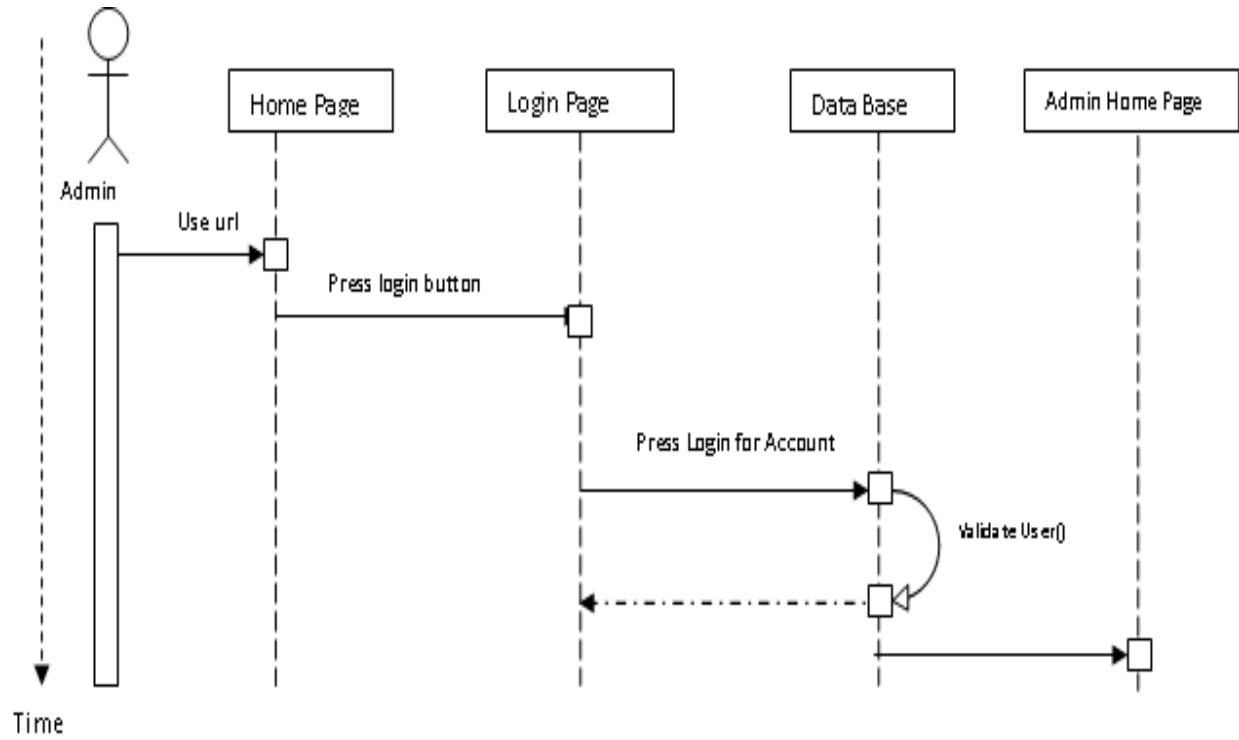 Home Page
Login Page
Data Base
Admin Home Page
Admin
Use url
Press login button
Press Login for Account
Validate User()
Time